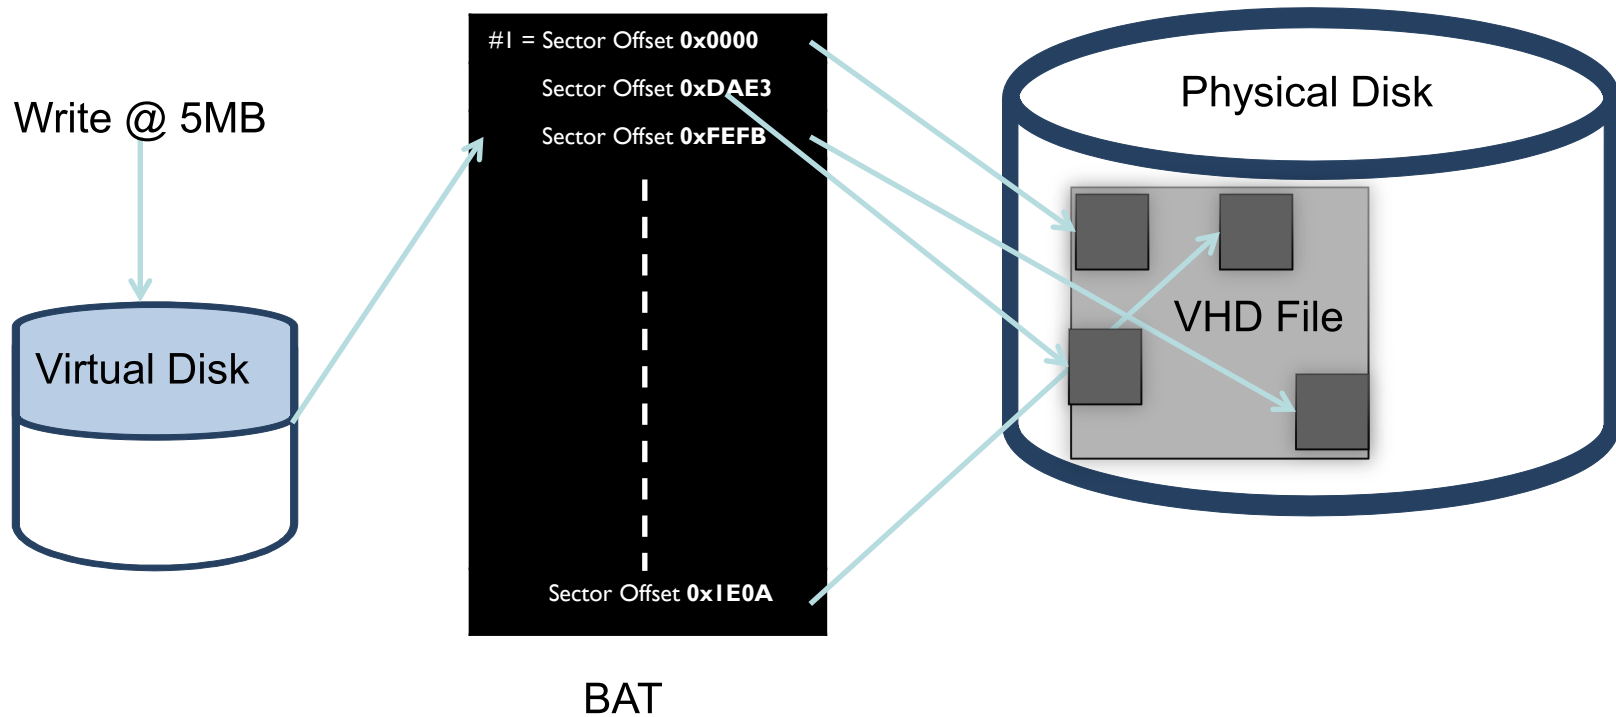 Write @ 5MB
Virtual Disk
#1 = Sector Offset 0x0000
Sector Offset 0xDAE3
Sector Offset 0xFEFB
Sector Offset 0x1E0A
BAT
Physical Disk
VHD File